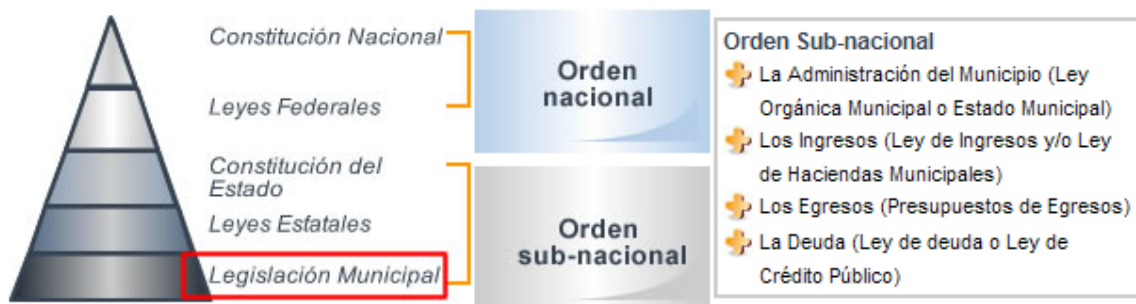 Constitución Nacional
Leyes Federales
Constitución del
Estado
Leyes Estatales
Legislación Municipal
Orden
nacional
Orden
sub-nacional
Orden Sub-nacional
La Administración del Municipio (Ley
Orgánica Municipal o Estado Municipal)
Los Ingresos (Ley de Ingresos y/o Ley
de Haciendas Municipales)
Los Egresos (Presupuestos de Egresos)
La Deuda (Ley de deuda o Ley de
Crédito Público)